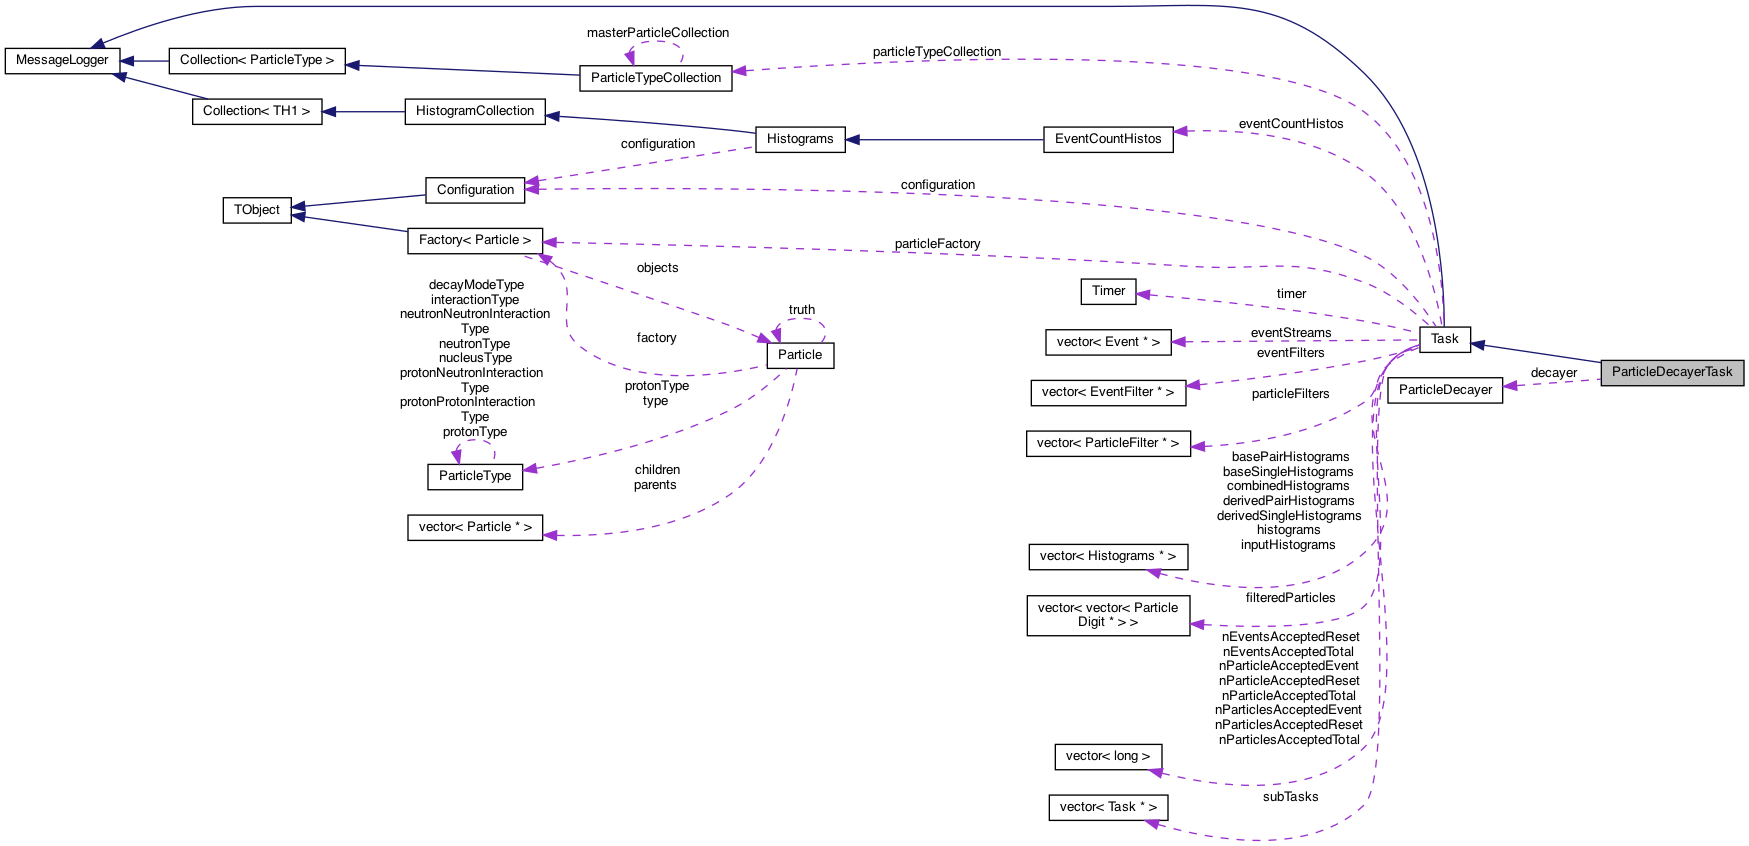 masterParticleCollection
particleTypeCollection
MessageLogger
Collection< ParticleType >
ParticleTypeCollection
Collection< TH1 >
HistogramCollection
eventCountHistos
Histograms
EventCountHistos
configuration
configuration
Configuration
TObject
Factory< Particle >
particleFactory
objects
decayModeType
interactionType
neutronNeutronInteraction
Type
neutronType
nucleusType
protonNeutronInteraction
Type
protonProtonInteraction
Type
protonType
truth
factory
Particle
protonType
type
ParticleType
children
parents
vector< Particle * >
Timer
timer
vector< Event * >
eventStreams
Task
eventFilters
vector< EventFilter * >
particleFilters
ParticleDecayer
decayer
ParticleDecayerTask
vector< ParticleFilter * >
basePairHistograms
baseSingleHistograms
combinedHistograms
derivedPairHistograms
derivedSingleHistograms
histograms
inputHistograms
vector< Histograms * >
filteredParticles
vector< vector< Particle
Digit * > >
nEventsAcceptedReset
nEventsAcceptedTotal
nParticleAcceptedEvent
nParticleAcceptedReset
nParticleAcceptedTotal
nParticlesAcceptedEvent
nParticlesAcceptedReset
nParticlesAcceptedTotal
vector< long >
subTasks
vector< Task * >